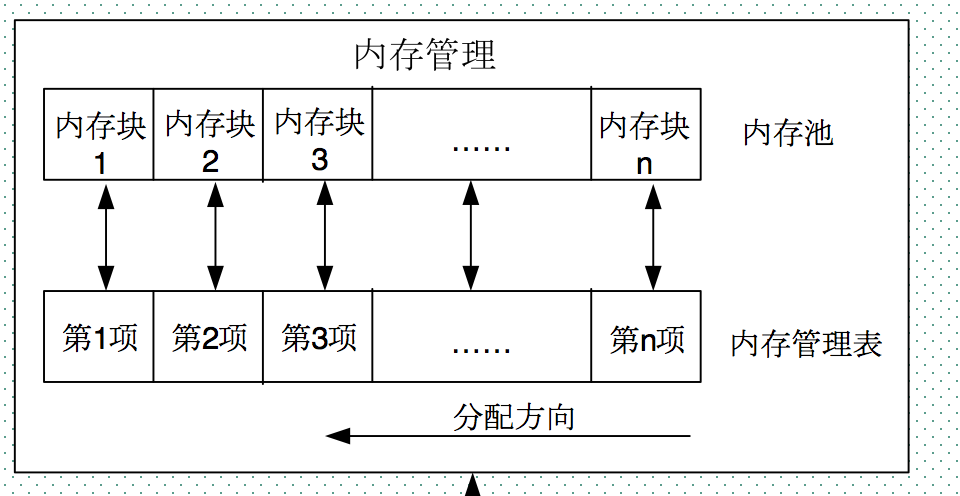 内存管理
内存块 内存块 内存块 ...... 内存块 内存池
1 2 3 n
第1项 第2项 第3项 ...... 第n项 内存管理表
分配方向